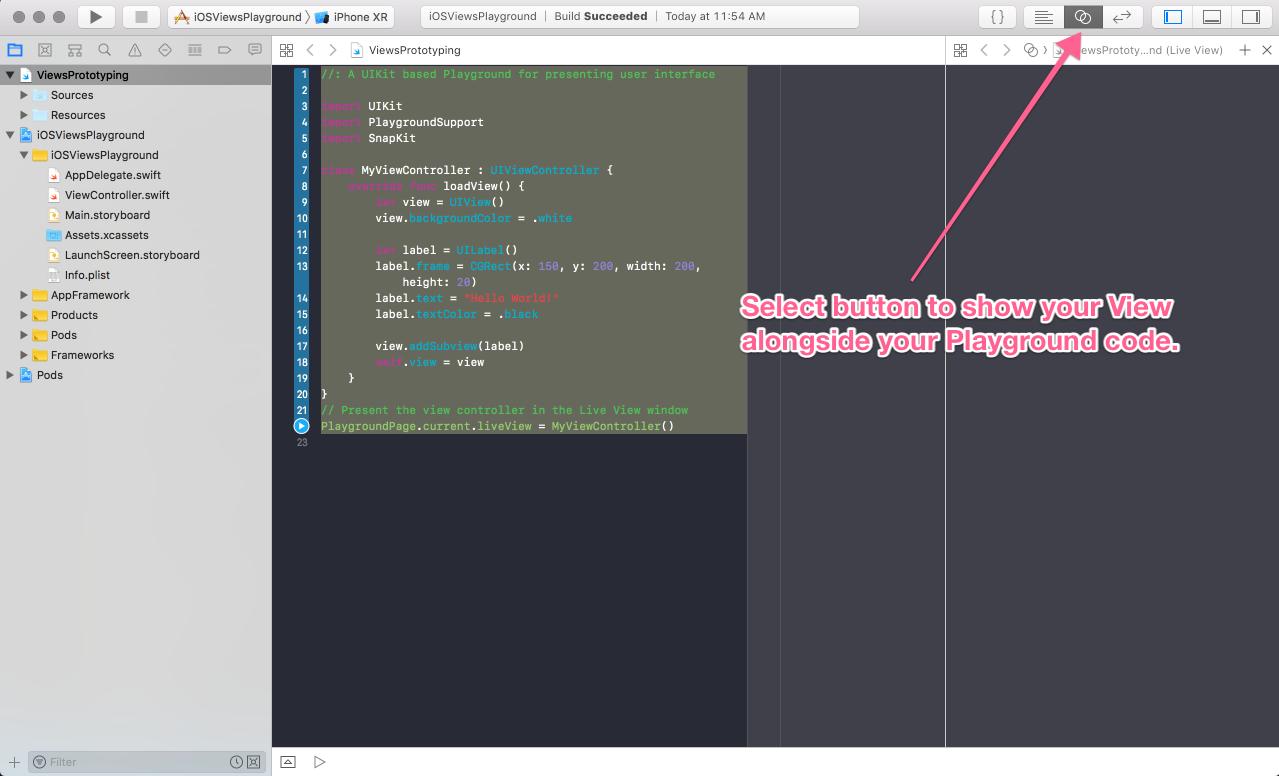 iOSViewsPlayground iPhone XR
iOSViewsPlayground Build Succeeded Today at 11:54 AM
{ }
ViewsPrototyping
Sources
Resources
iOSViewsPlayground
iOSViewsPlayground
AppDelegate.swift
ViewController.swift
Main.storyboard
Assets.xcassets
LaunchScreen.storyboard
Info.plist
AppFramework
Products
Pods
Frameworks
Pods
Filter
ViewsPrototyping
1 //: A UIKit based Playground for presenting user interface
2
3 import UIKit
4 import PlaygroundSupport
5 import SnapKit
6
7 class MyViewController : UIViewController {
8 override func loadView() {
9 let view = UIView()
10 view.backgroundColor = .white
11
12 let label = UILabel()
13 label.frame = CGRect(x: 150, y: 200, width: 200,
height: 20)
14 label.text = "Hello World!"
15 label.textColor = .black
16
17 view.addSubview(label)
18 self.view = view
19 }
20 }
21 // Present the view controller in the Live View window
PlaygroundPage.current.liveView = MyViewController()
23
ewsPrototy...nd (Live View)
Select button to show your View
alongside your Playground code.